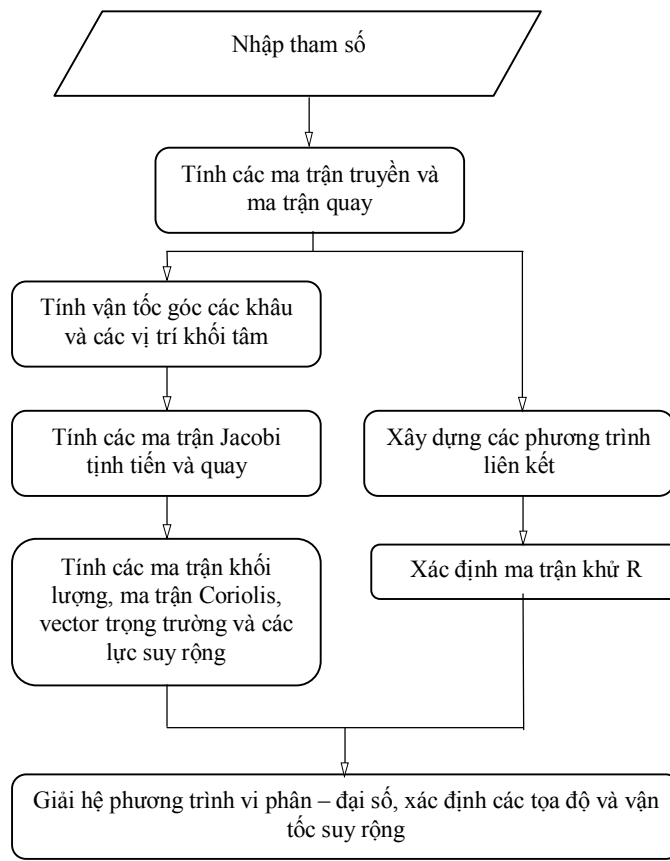 Nhập tham số
Tính các ma trận truyền và
ma trận quay
Tính vận tốc góc các khâu
và các vị trí khối tâm
Tính các ma trận Jacobi
tịnh tiến và quay
Tính các ma trận khối
lượng, ma trận Coriolis,
vector trọng trường và các
lực suy rộng
Xây dựng các phương trình
liên kết
Xác định ma trận khử R
Giải hệ phương trình vi phân – đại số, xác định các tọa độ và vận
tốc suy rộng